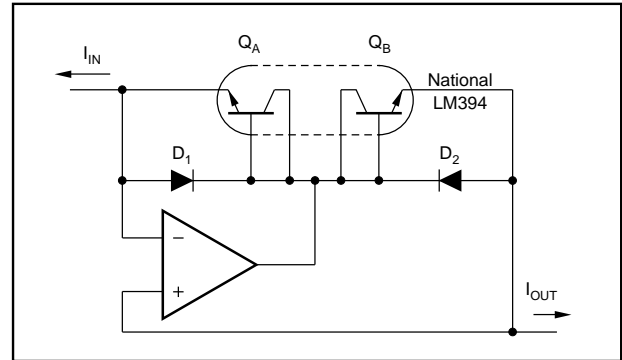 Q_A Q_B
I_IN
National
LM394
D_1 D_2
−
+
I_OUT